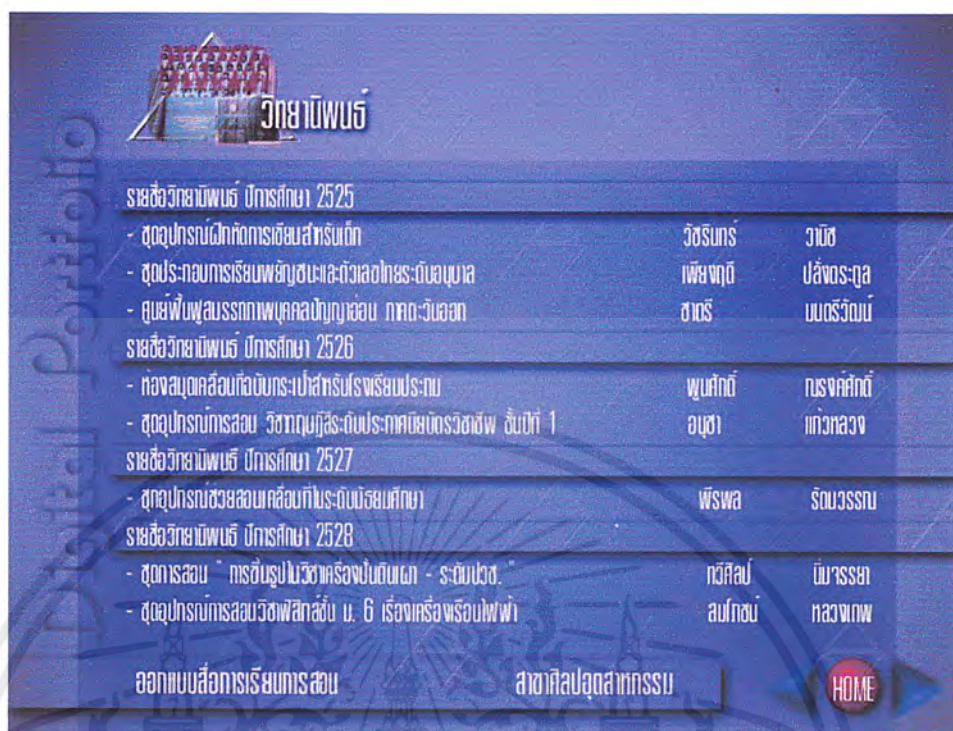 วิทยานิพนธ์
Digital Portfolio
รายชื่อวิทยานิพนธ์ ปีการศึกษา 2525
- ชุดอุปกรณ์ฝึกหัดการเขียนสำหรับเด็ก วัชรินทร์ วานิช
- ชุดประกอบการเรียนพยัญชนะและตัวเลขไทยระดับอนุบาล เพียงฤดี ปลั่งตระกูล
- ศูนย์ฟื้นฟูสมรรถภาพบุคคลปัญญาอ่อน ภาคตะวันออก ชาตรี มนตรีวัฒน์
รายชื่อวิทยานิพนธ์ ปีการศึกษา 2526
- ห้องสมุดเคลื่อนที่ฉบับกระเป๋าสำหรับโรงเรียนประถม พูนศักดิ์ ณรงค์ศักดิ์
- ชุดอุปกรณ์การสอน วิชาทฤษฎีสีระดับประกาศนียบัตรวิชาชีพ ชั้นปีที่ 1 อนุชา แก้วหลวง
รายชื่อวิทยานิพนธ์ ปีการศึกษา 2527
- ชุดอุปกรณ์ช่วยสอนเคลื่อนที่ในระดับมัธยมศึกษา พีรพล รัตนวรรณ
รายชื่อวิทยานิพนธ์ ปีการศึกษา 2528
- ชุดการสอน " การขึ้นรูปในวิชาเครื่องปั้นดินเผา - ระดับปวช. " ทวีศิลป์ นิ่มจรรยา
- ชุดอุปกรณ์การสอนวิชาฟิสิกส์ชั้น ม. 6 เรื่องเครื่องเรือนไฟฟ้า สมโภชน์ หลวงเทพ
ออกแบบสื่อการเรียนการสอน สาขาศิลปอุตสาหกรรม HOME